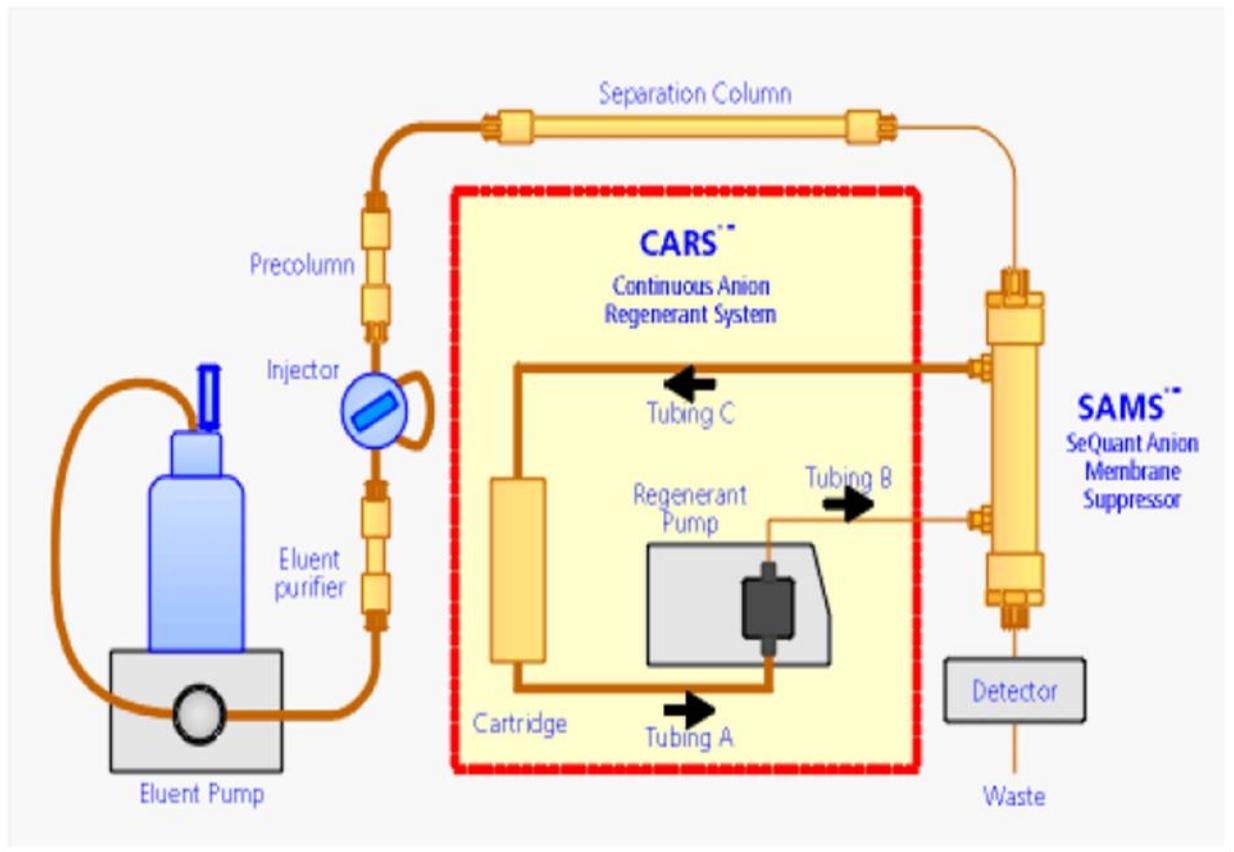 Separation Column
CARS™
Continuous Anion
Regenerant System
Precolumn
Injector
Tubing C
SAMS™
SeQuant Anion
Membrane
Suppressor
Tubing B
Regenerant
Pump
Eluent
purifier
Detector
Cartridge
Tubing A
Eluent Pump
Waste